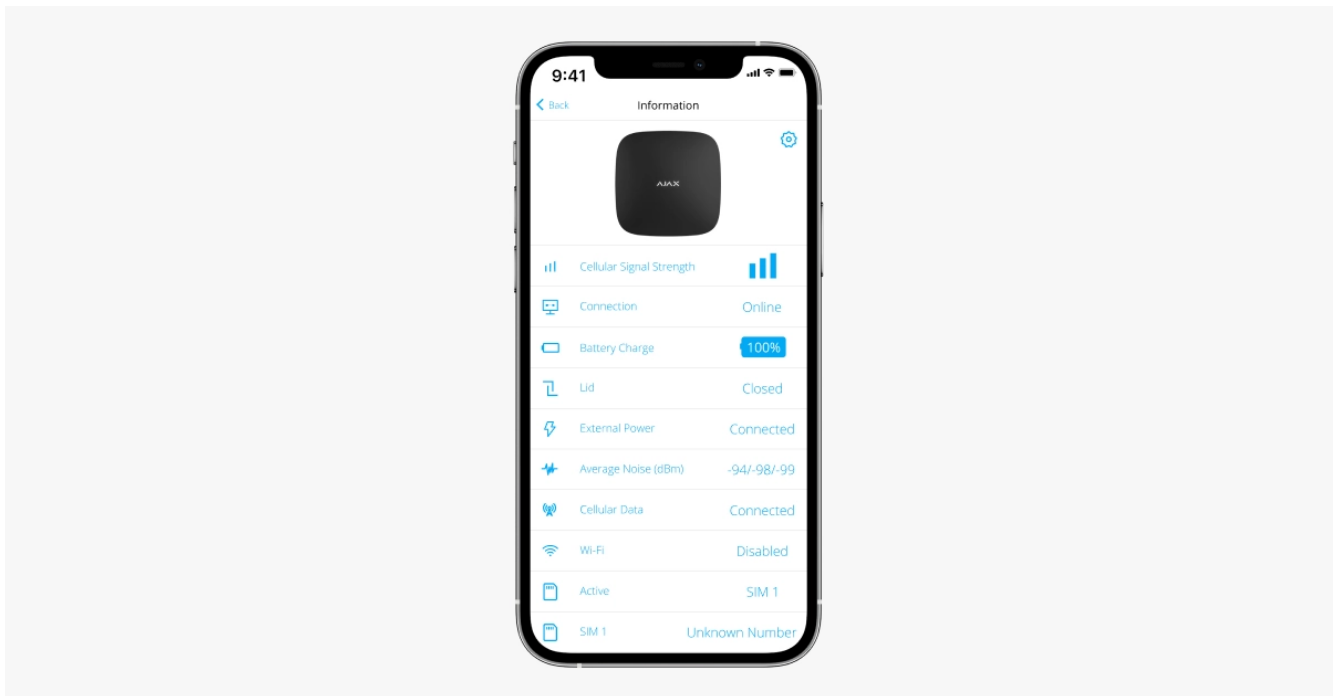 9:41
Back Information
AJAX
Cellular Signal Strength
Connection Online
Battery Charge 100%
Lid Closed
External Power Connected
Average Noise (dBm) -94/-98/-99
Cellular Data Connected
Wi-Fi Disabled
Active SIM 1
SIM 1 Unknown Number